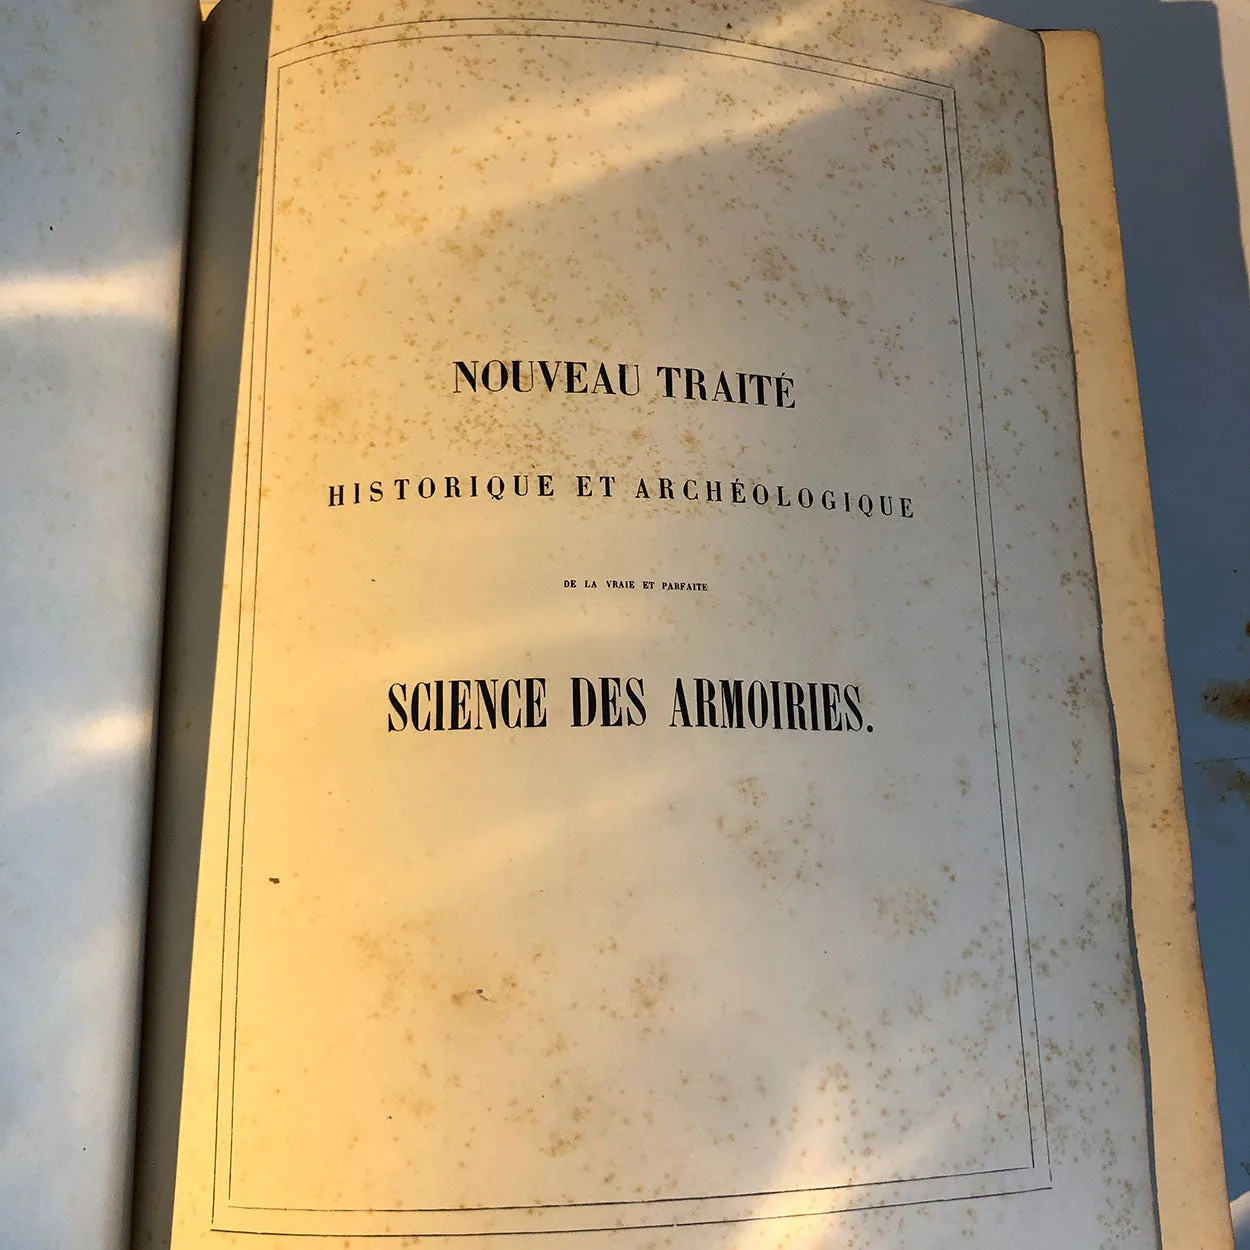 NOUVEAU TRAITÉ
HISTORIQUE ET ARCHÉOLOGIQUE
DE LA VRAIE ET PARFAITE
SCIENCE DES ARMOIRIES.